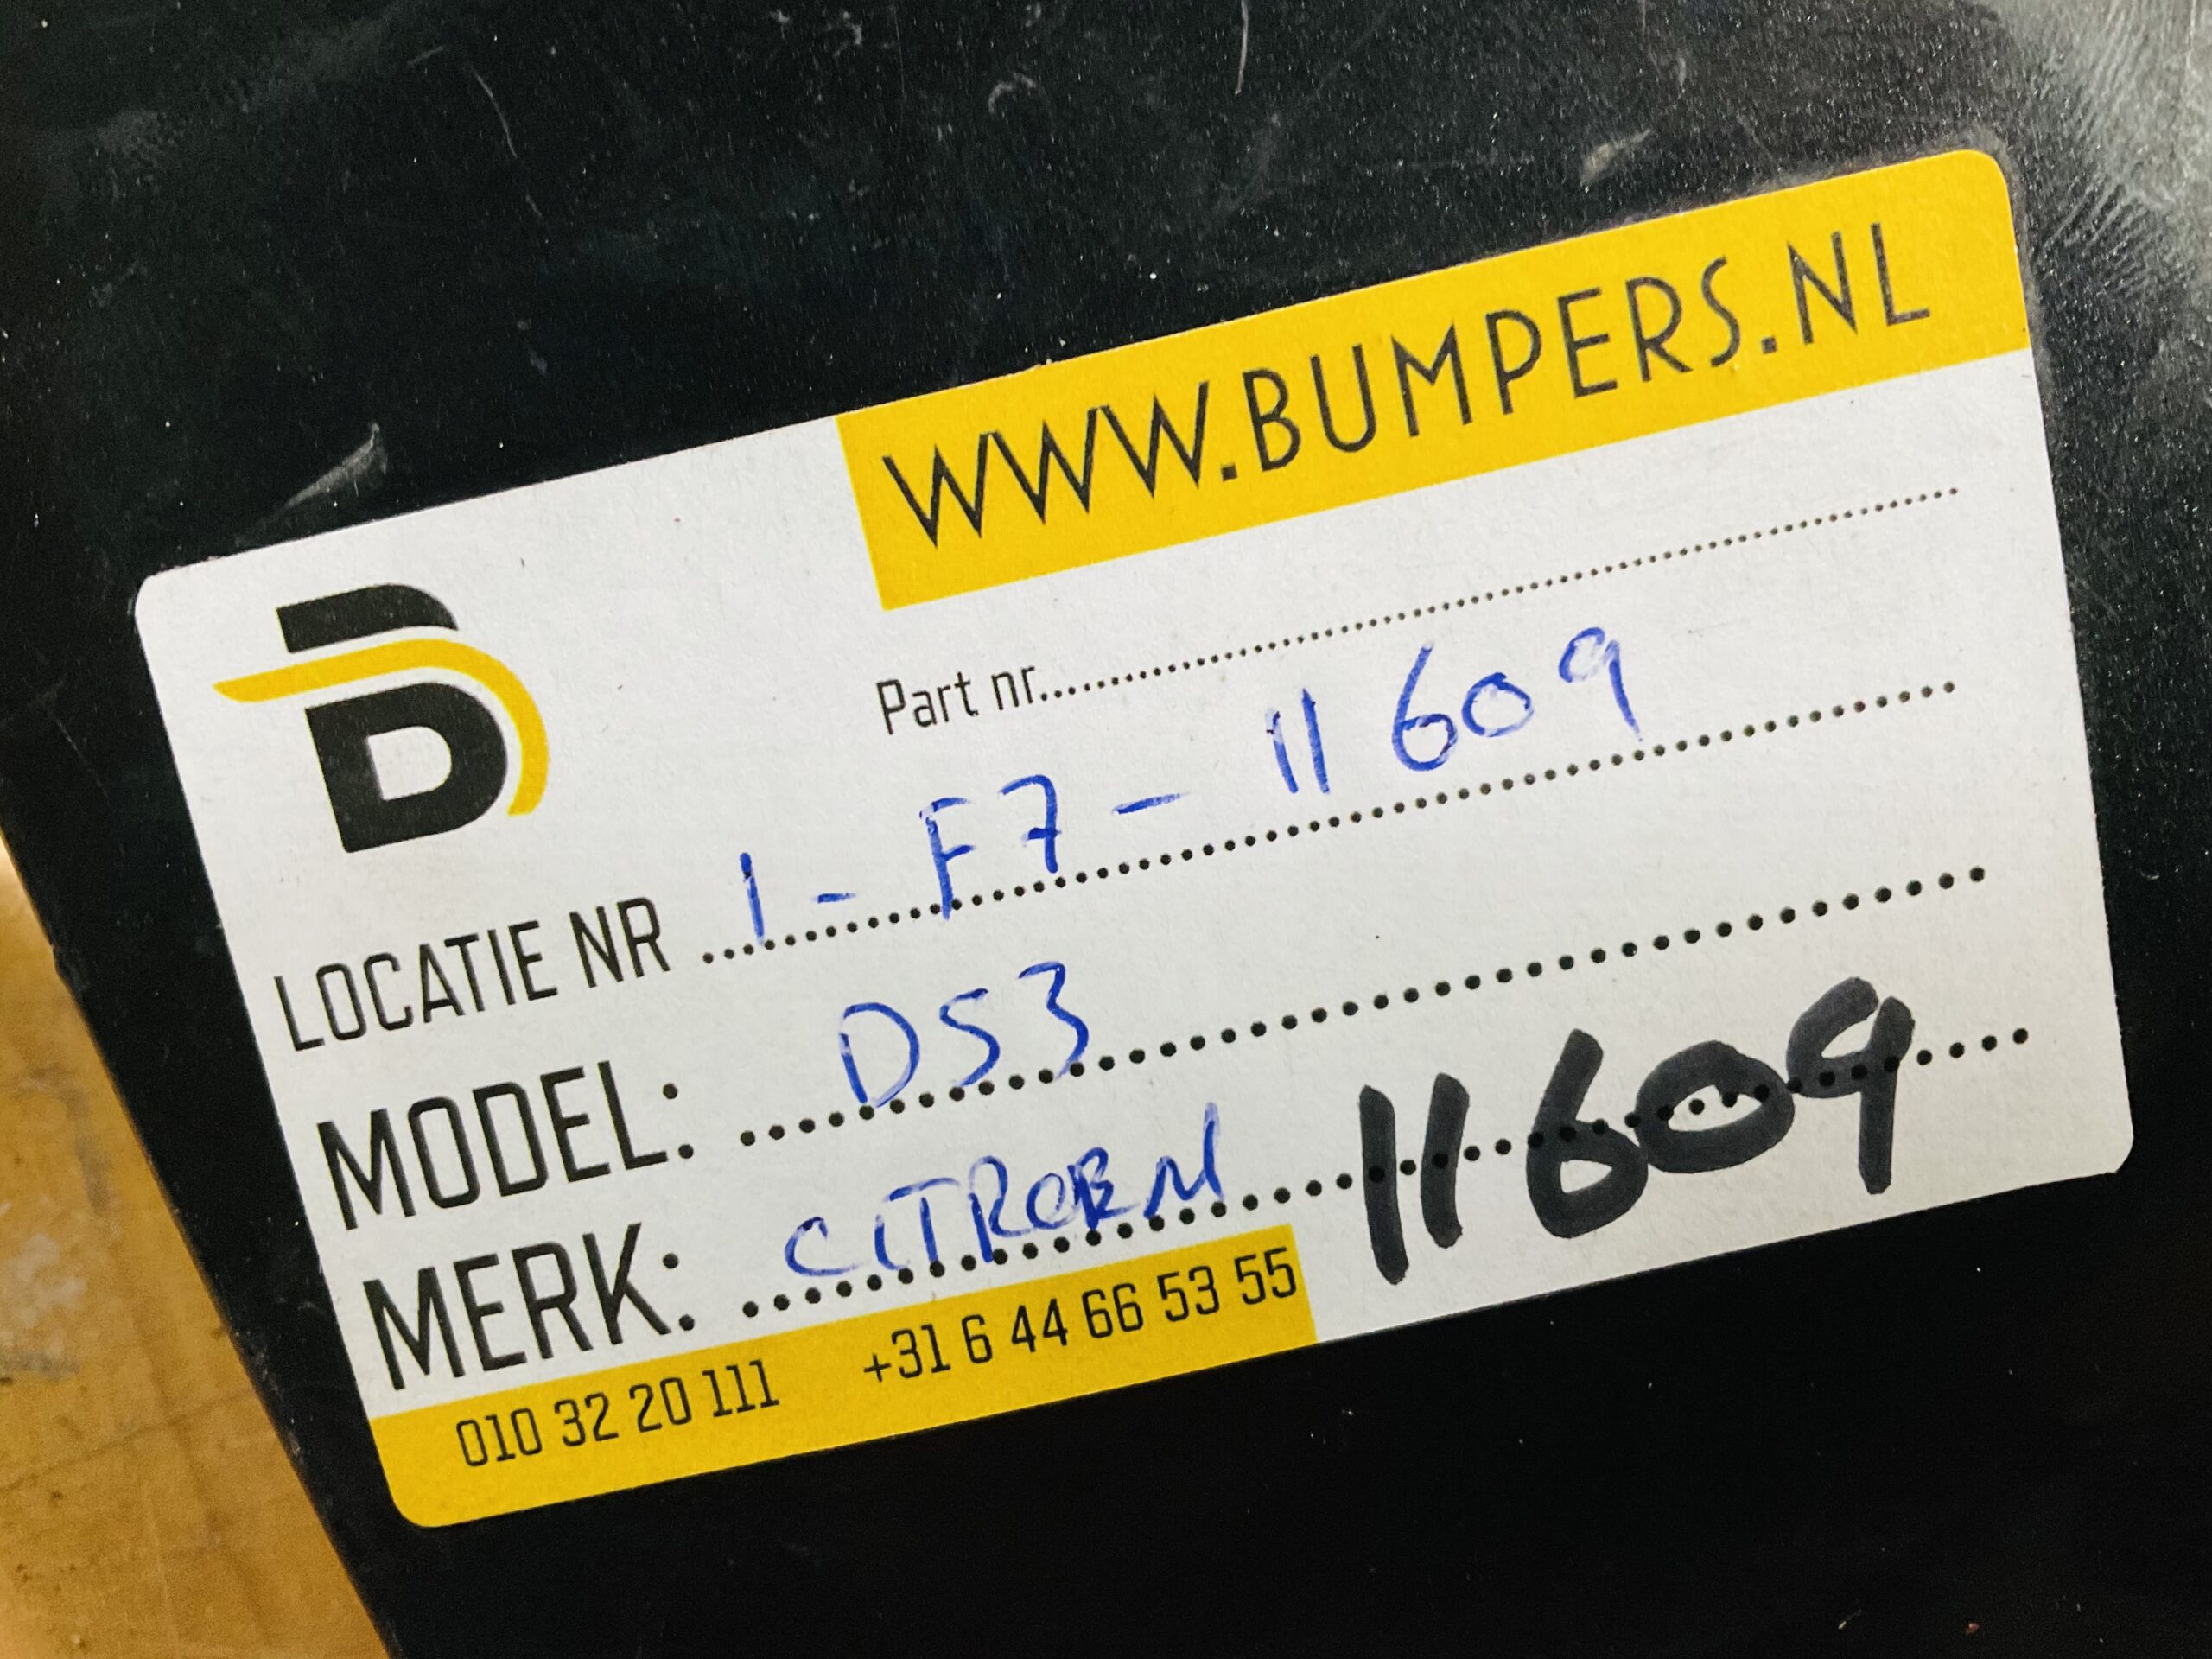 WWW.BUMPERS.NL
B
Part nr....
LOCATIE NR 1 - F7 - 11609
MODEL: DS3
MERK: CITROEN 11609
010 32 20 111 +31 6 44 66 53 55